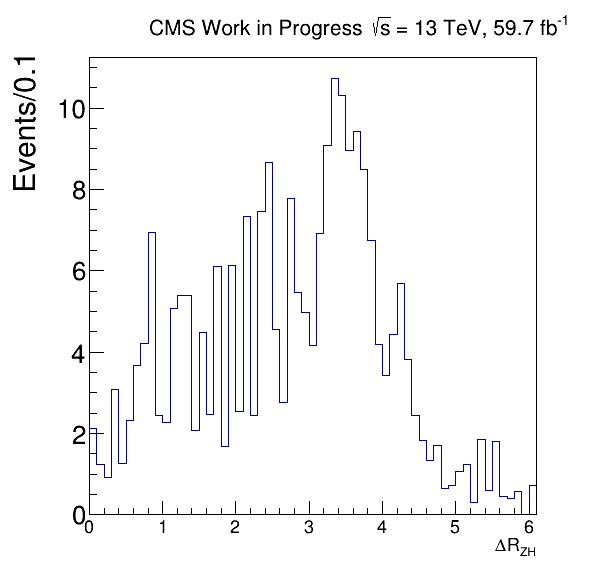 CMS Work in Progress √s = 13 TeV, 59.7 fb⁻¹
Events/0.1
10
8
6
4
2
0
0 1 2 3 4 5 6
ΔR_ZH